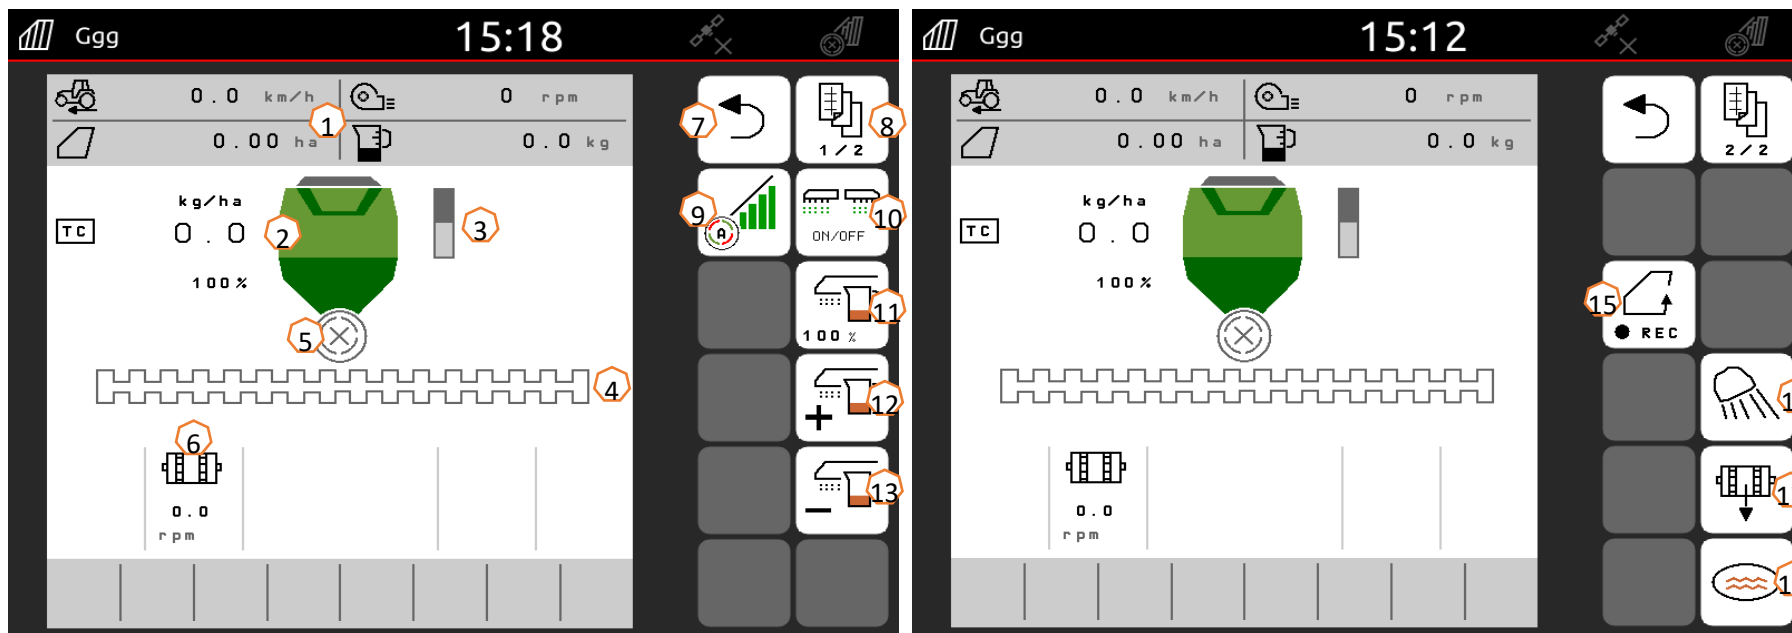 Ggg 15:18
0.0 km/h 0 rpm
1
0.00 ha 0.0 kg
7
8
1/2
kg/ha
TC 0.0
100%
2
3
9
A
10
ON/OFF
5
11
100 %
4
12
6
13
0.0
rpm
Ggg 15:12
0.0 km/h 0 rpm
0.00 ha 0.0 kg
2/2
kg/ha
TC 0.0
100%
15
REC
0.0
rpm